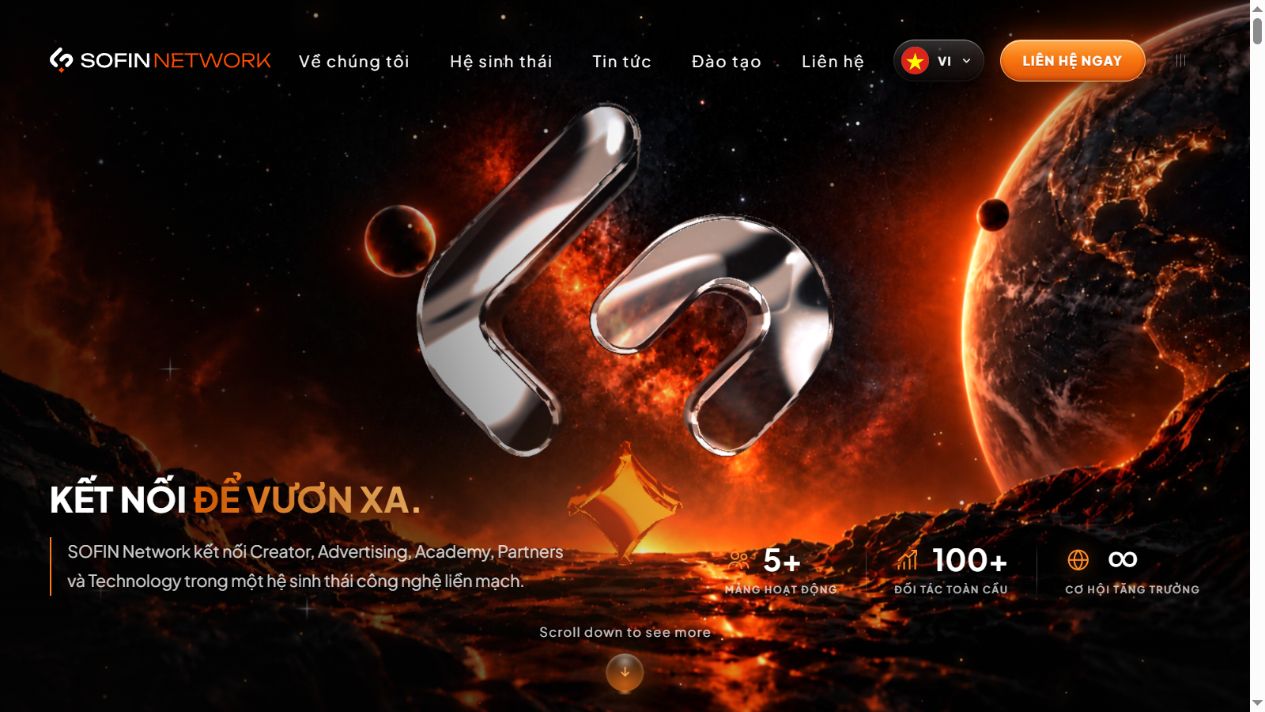 SOFIN NETWORK
Về chúng tôi
Hệ sinh thái
Tin tức
Đào tạo
Liên hệ
VI
LIÊN HỆ NGAY
KẾT NỐI ĐỂ VƯƠN XA.
SOFIN Network kết nối Creator, Advertising, Academy, Partners
và Technology trong một hệ sinh thái công nghệ liền mạch.
5+
MẢNG HOẠT ĐỘNG
100+
ĐỐI TÁC TOÀN CẦU
∞
CƠ HỘI TĂNG TRƯỞNG
Scroll down to see more